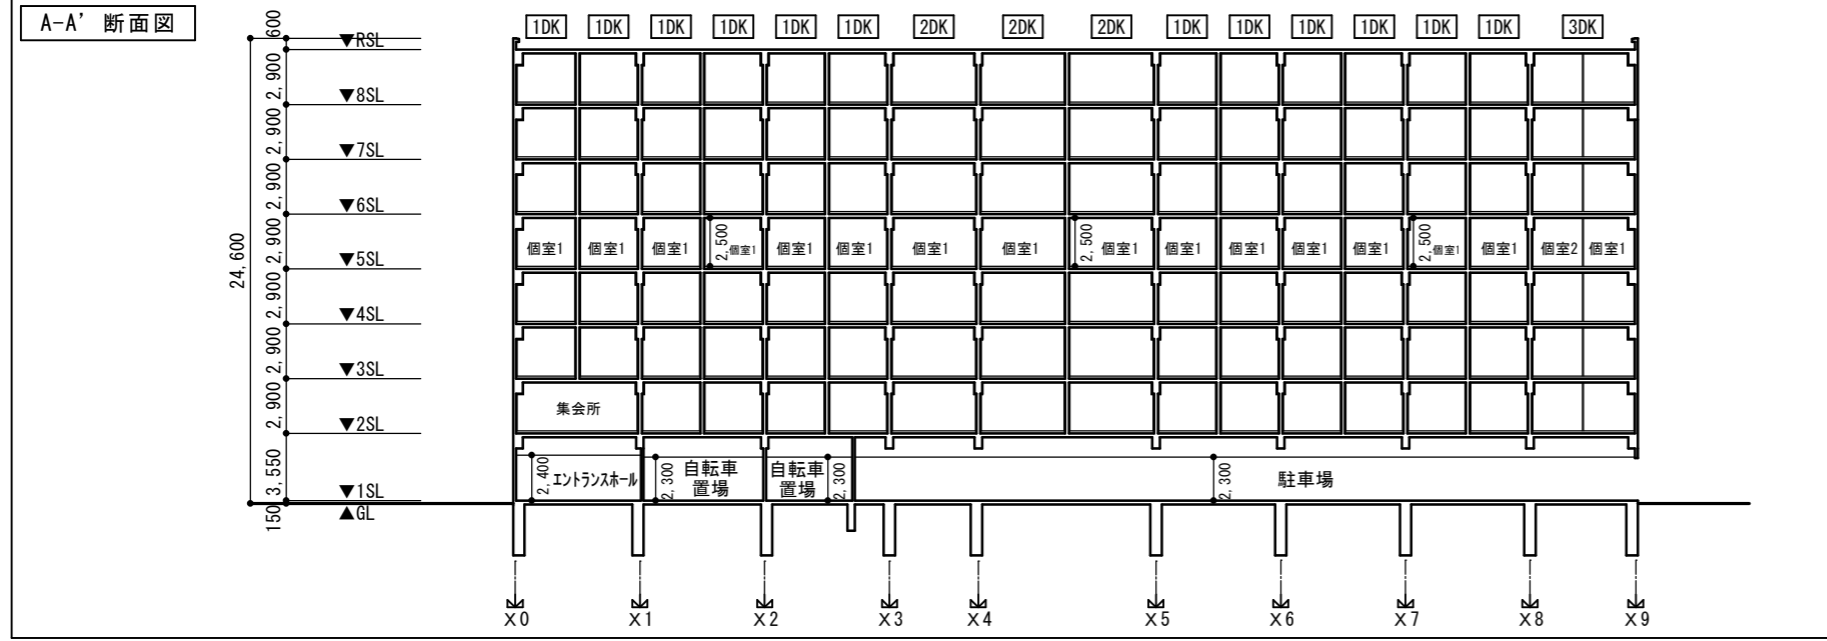 A-A’ 断面図
1DK 1DK 1DK 1DK 1DK 1DK 2DK 2DK 2DK 1DK 1DK 1DK 1DK 1DK 1DK 3DK
600
▼RSL
2,900
▼8SL
2,900
▼7SL
2,900
▼6SL
2,900
▼5SL
2,900
▼4SL
2,900
▼3SL
2,900
▼2SL
3,550
▼1SL
150
▲GL
24,600
個室1 個室1 個室1 2,500 個室1 個室1 個室1 個室1 個室1 2,500 個室1 個室1 個室1 個室1 個室1 2,500 個室1 個室1 個室2 個室1
集会所
2,400 エントランスホール
2,300 自転車
置場
自転車
置場 2,300
2,300 駐車場
X0 X1 X2 X3 X4 X5 X6 X7 X8 X9